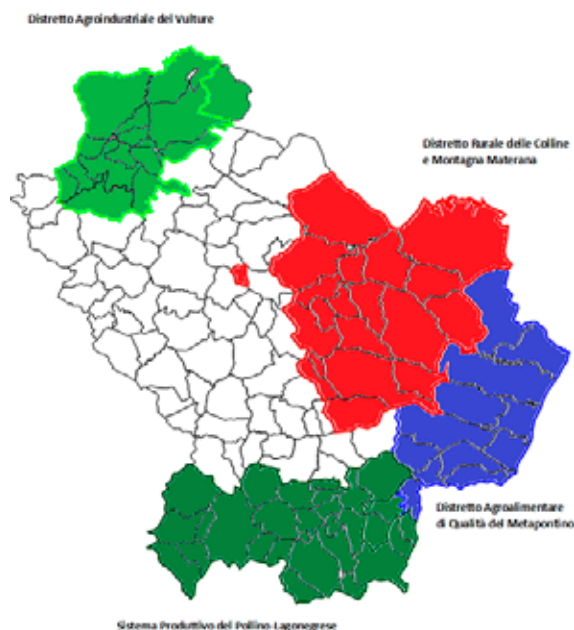 Distretto Agroindustriale del Vulture
Distretto Rurale delle Colline
e Montagna Materana
Distretto Agroalimentare
di Qualità del Metapontino
Sistema Produttivo del Pollino-Lagonegrese